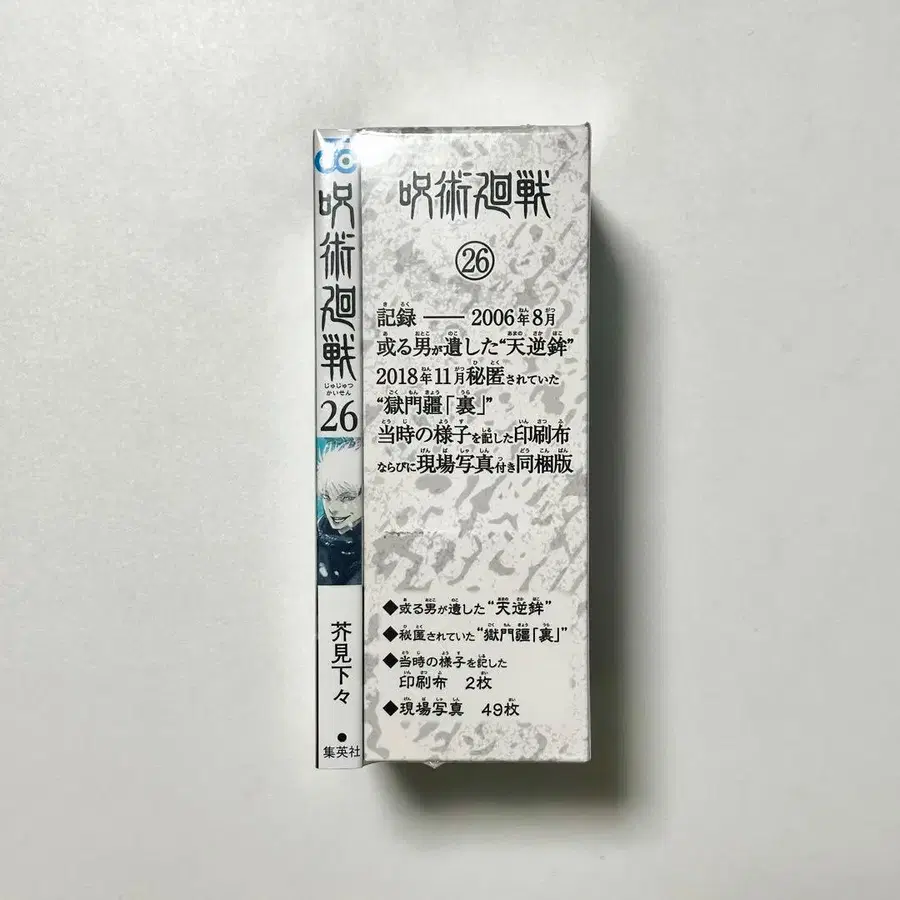 呪術廻戦
じゅじゅつ
かいせん
26
芥見下々
●
集英社
呪術廻戦
㉖
記録 ── 2006年8月
或る男が遺した“天逆鉾”
2018年11月秘匿されていた
“獄門疆「裏」”
当時の様子を記した印刷布
ならびに現場写真付き同梱版
◆或る男が遺した“天逆鉾”
◆秘匿されていた“獄門疆「裏」”
◆当時の様子を記した
印刷布 2枚
◆現場写真 49枚